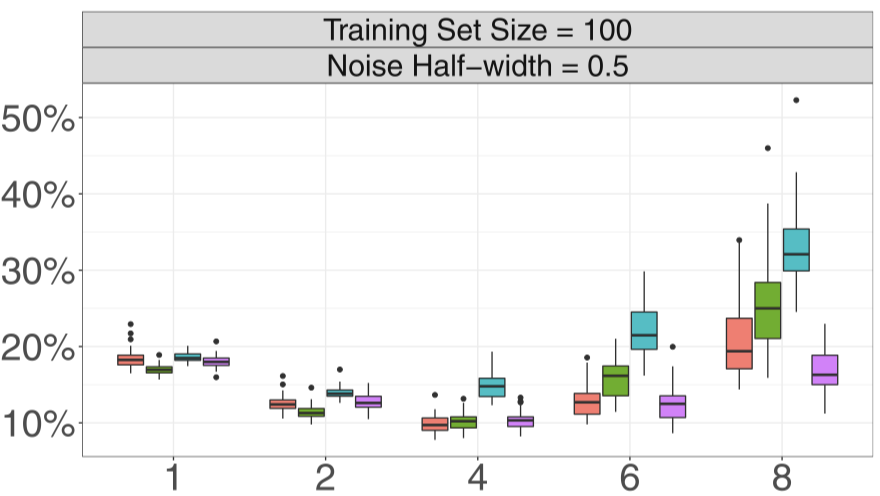 Training Set Size = 100
Noise Half−width = 0.5
50%
40%
30%
20%
10%
1 2 4 6 8